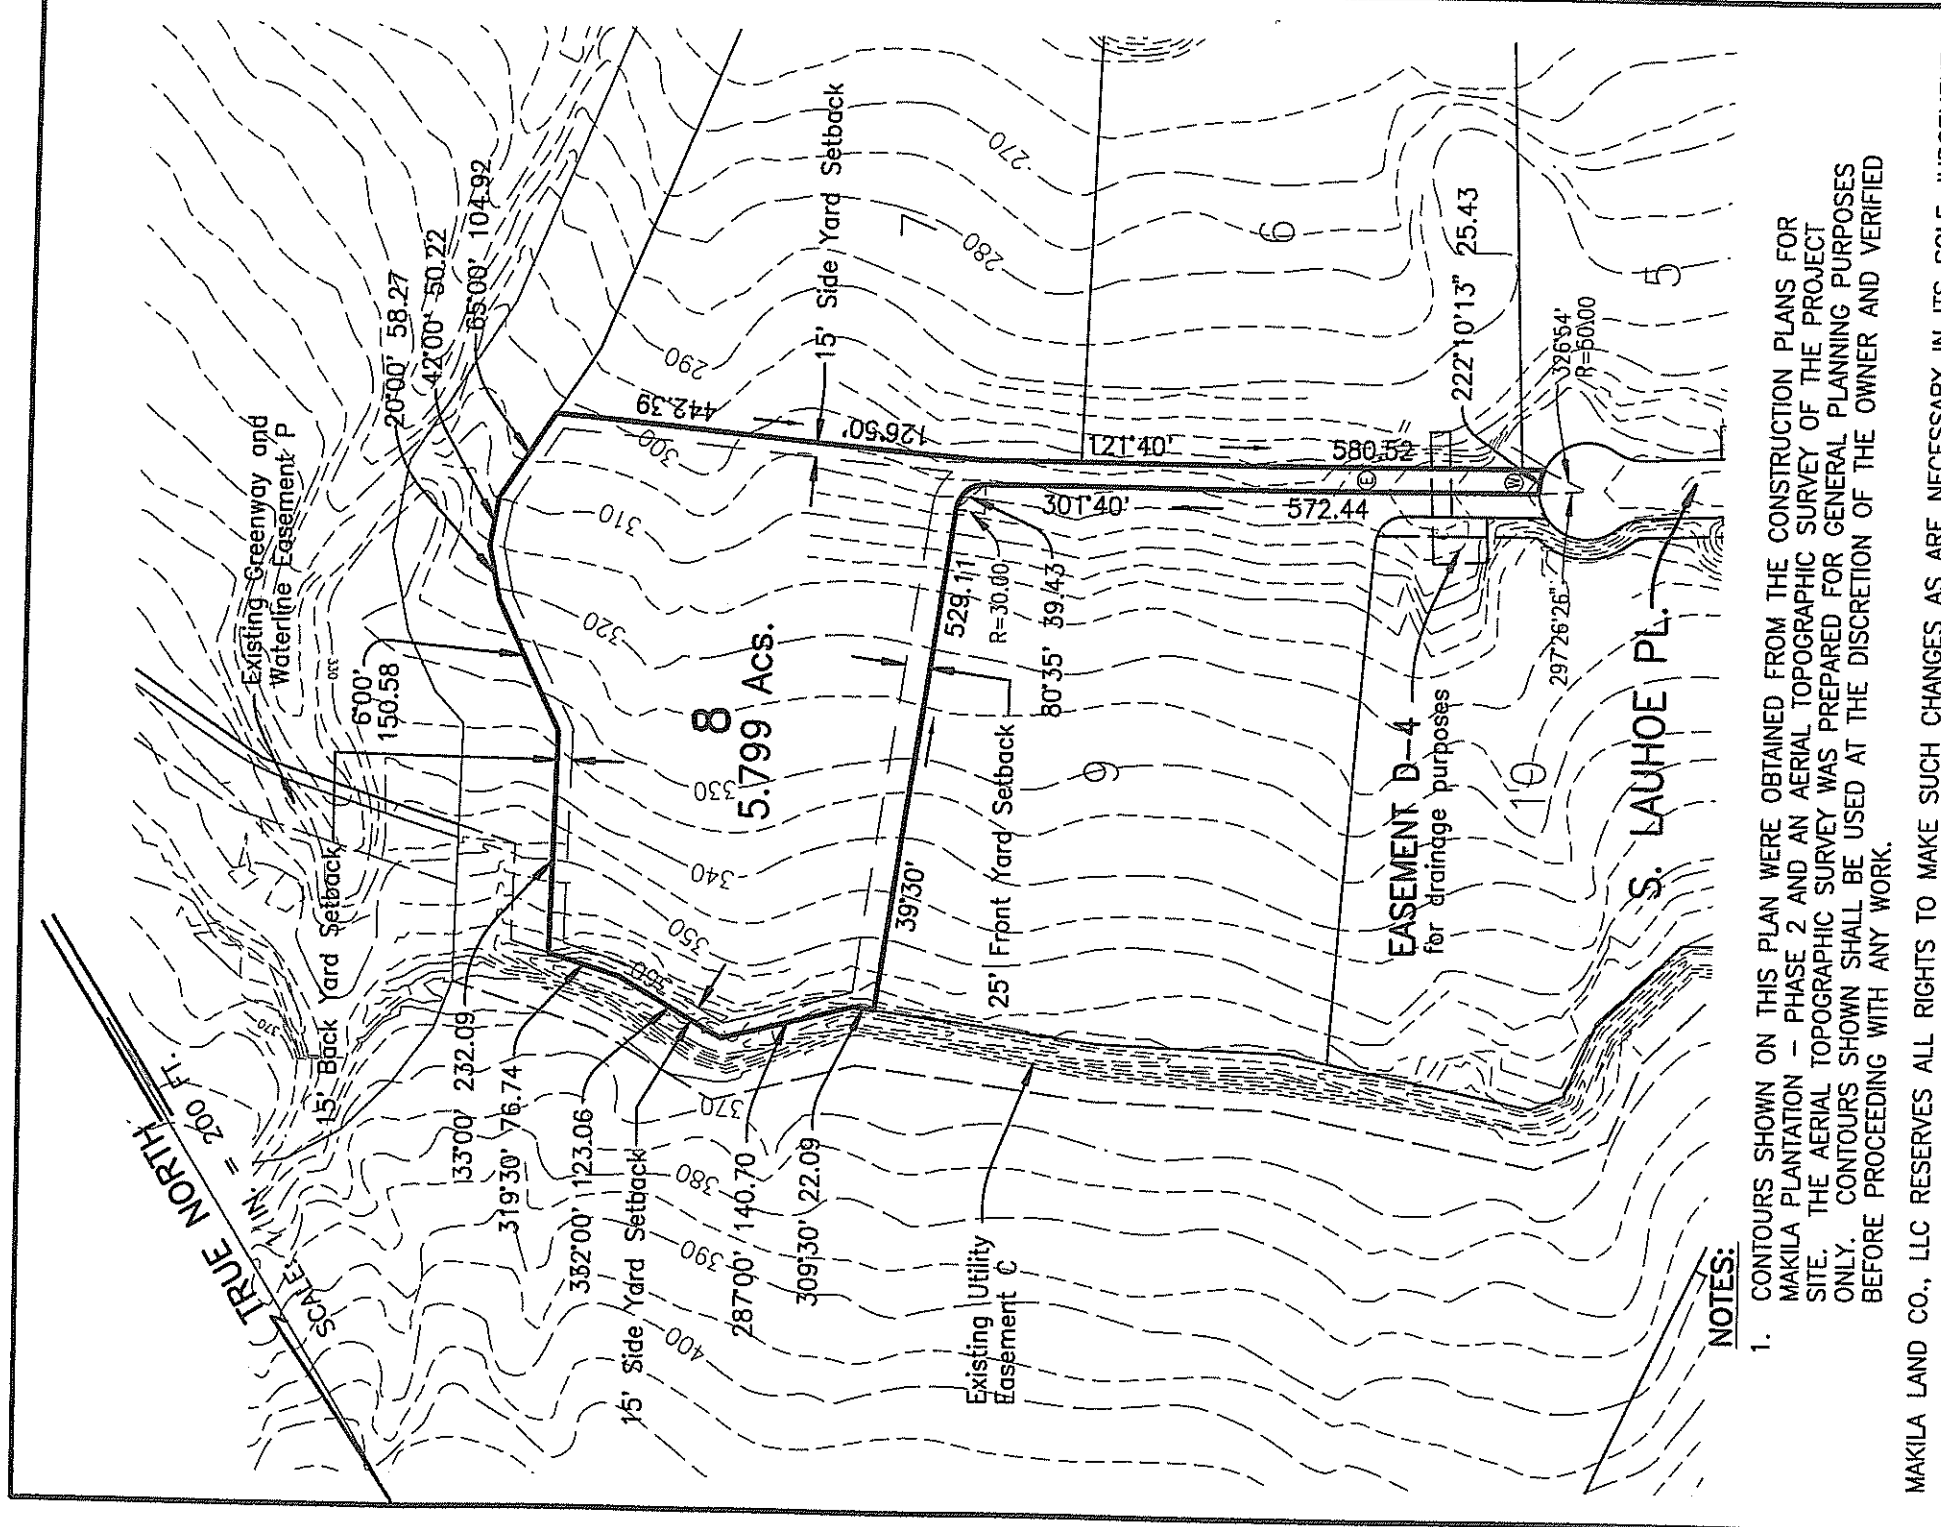 TRUE NORTH
SCALE: 1 IN. = 200 FT.
Existing Greenway and
Waterline Easement P
20°00' 58.27
42°00' 50.22
65°00' 104.92
6°00'
150.58
15' Back Yard Setback
33°00' 232.09
319°30' 76.74
332°00' 123.06
15' Side Yard Setback
287°00' 140.70
309°30' 22.09
Existing Utility
Easement C
8
5.799 Acs.
442.39
126°50'
15' Side Yard Setback
121°40'
580.52
301°40'
572.44
39°30'
529.11
R=30.00
80°35' 39.43
25' Front Yard Setback
222°10'13" 25.43
326°54'
R=50.00
297°26'26"
EASEMENT D-4
for drainage purposes
S. LAUHOE PL.
E
W
5
6
7
9
10
270
280
290
300
310
320
330
330
340
350
360
370
370
380
390
400
NOTES:
1. CONTOURS SHOWN ON THIS PLAN WERE OBTAINED FROM THE CONSTRUCTION PLANS FOR
MAKILA PLANTATION - PHASE 2 AND AN AERIAL TOPOGRAPHIC SURVEY OF THE PROJECT
SITE. THE AERIAL TOPOGRAPHIC SURVEY WAS PREPARED FOR GENERAL PLANNING PURPOSES
ONLY. CONTOURS SHOWN SHALL BE USED AT THE DISCRETION OF THE OWNER AND VERIFIED
BEFORE PROCEEDING WITH ANY WORK.
MAKILA LAND CO., LLC RESERVES ALL RIGHTS TO MAKE SUCH CHANGES AS ARE NECESSARY IN ITS SOLE